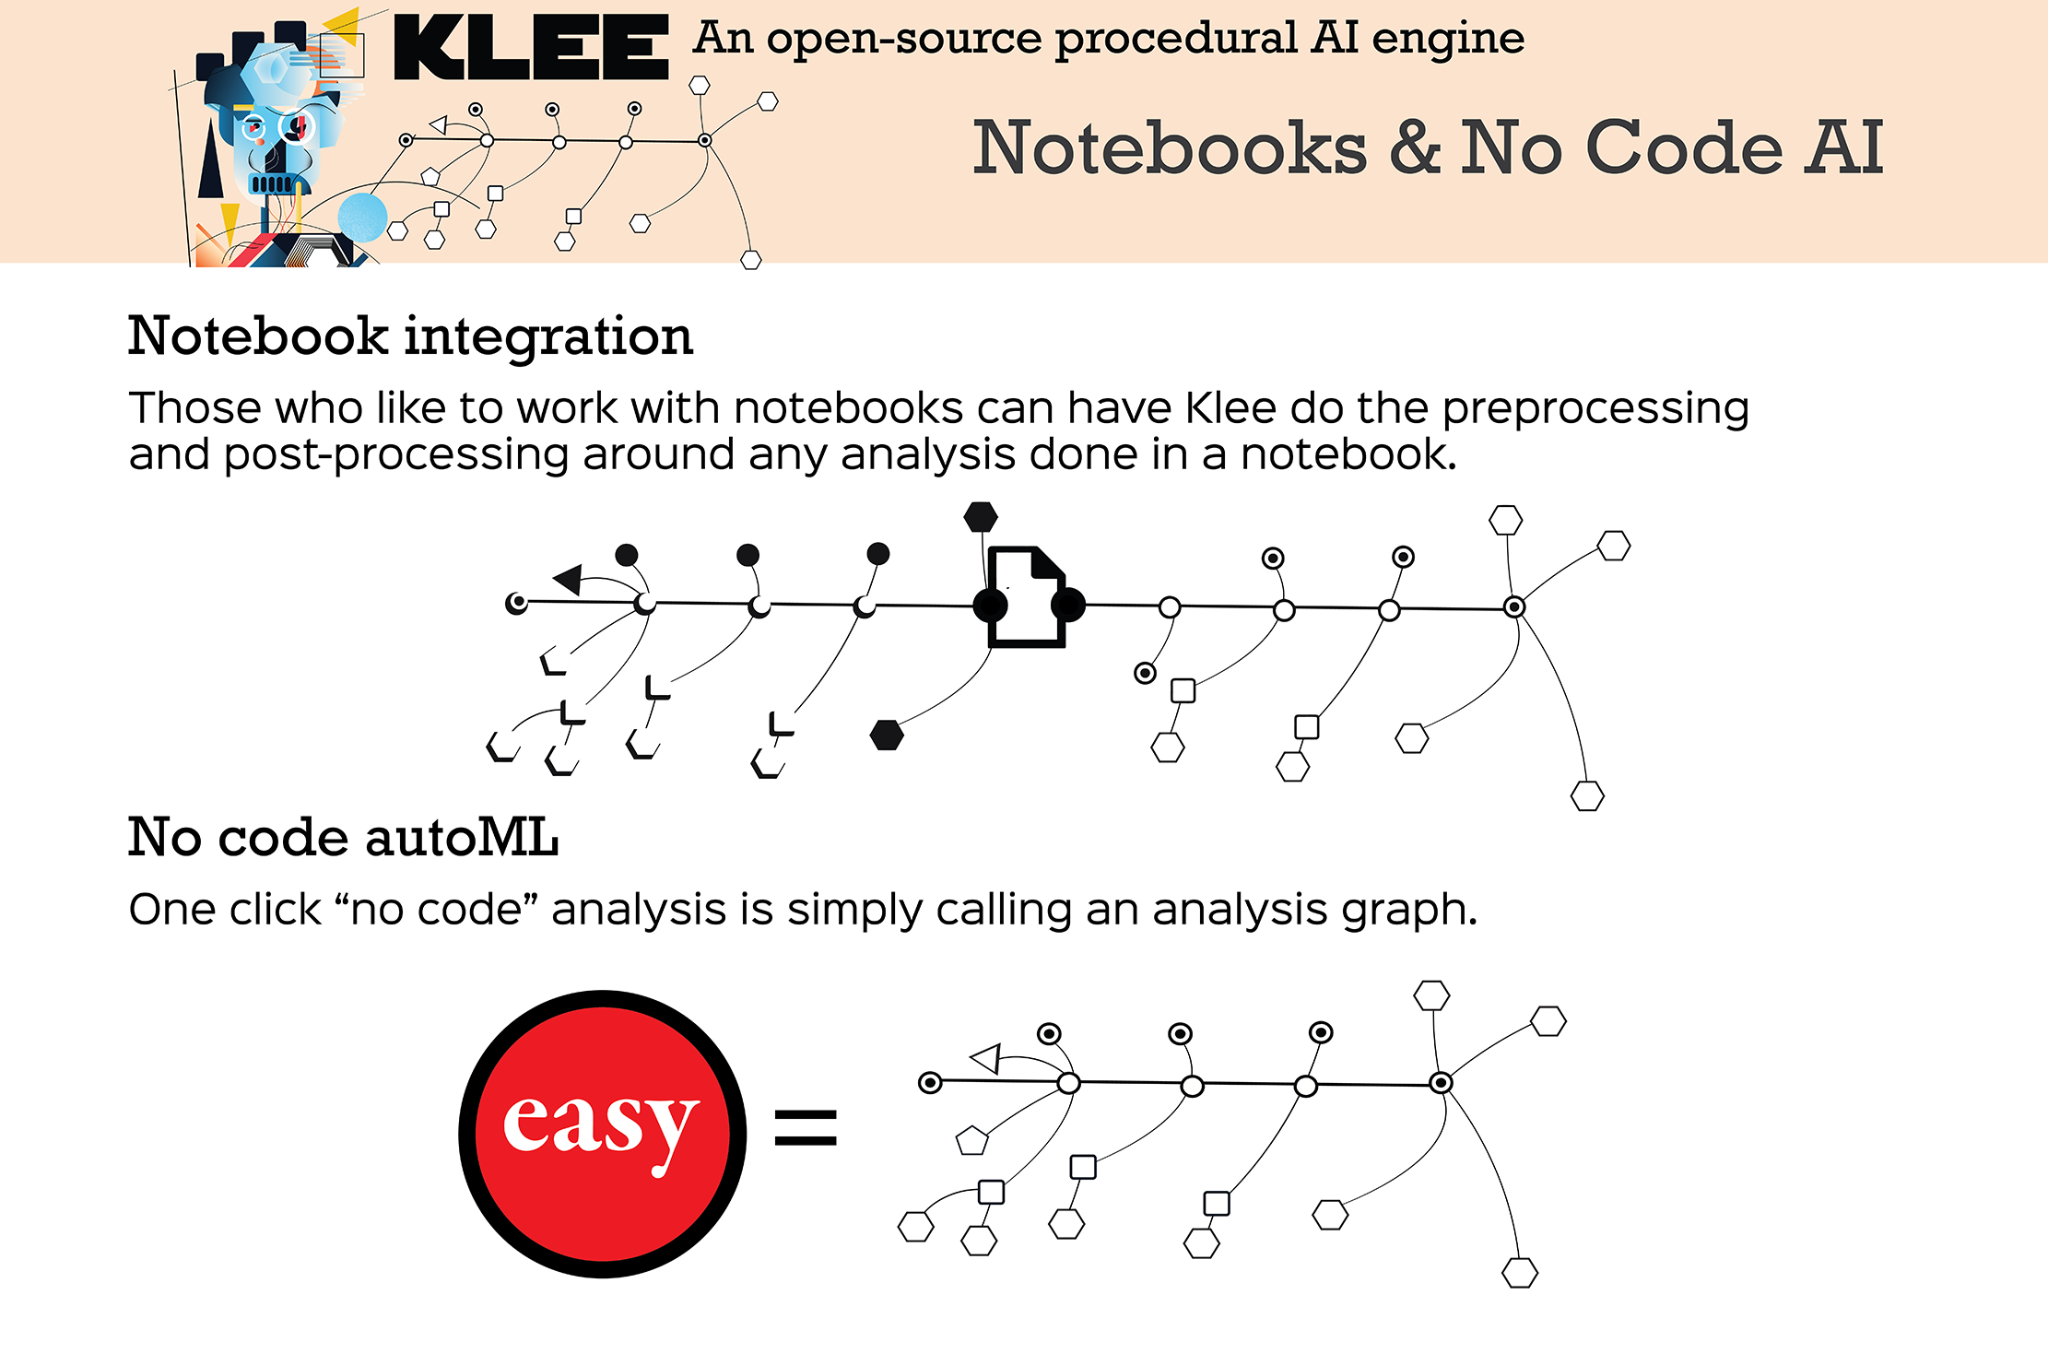 KLEE An open-source procedural AI engine
Notebooks & No Code AI
Notebook integration
Those who like to work with notebooks can have Klee do the preprocessing
and post-processing around any analysis done in a notebook.
No code autoML
One click “no code” analysis is simply calling an analysis graph.
easy =